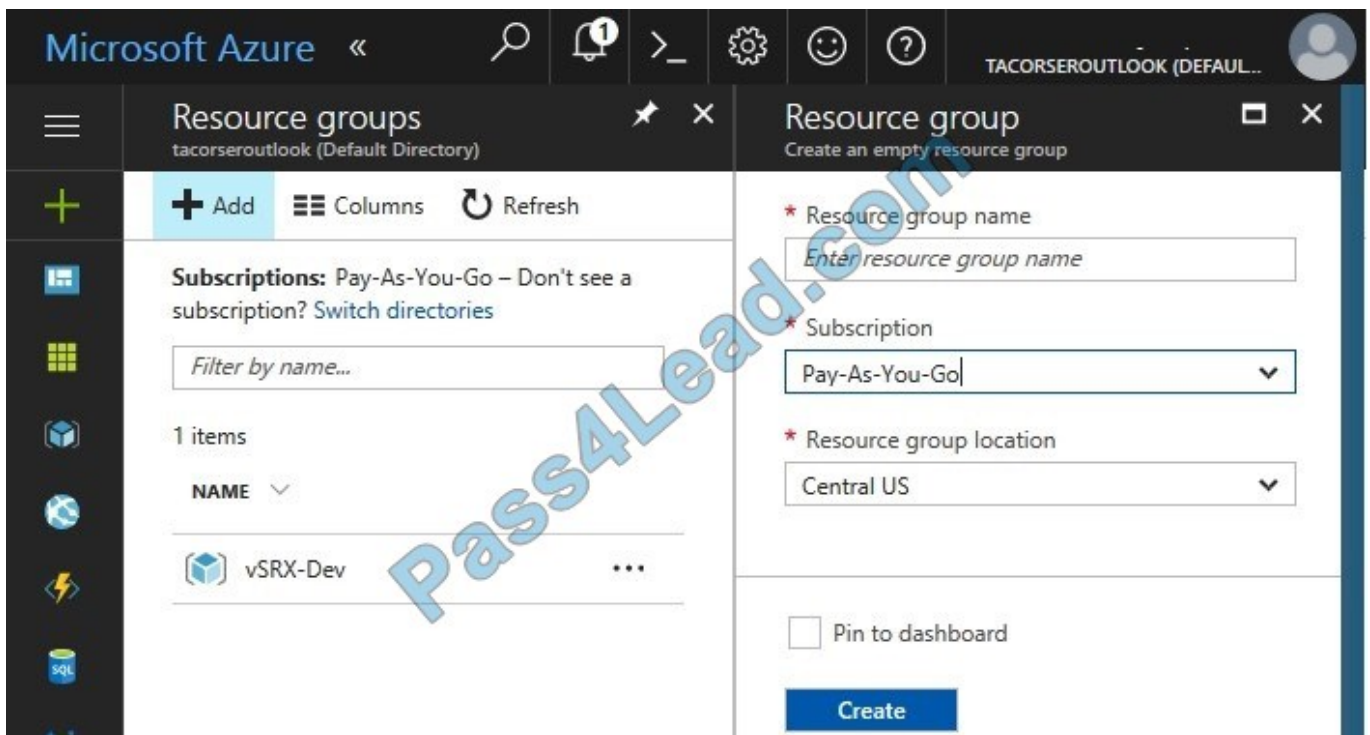 Microsoft Azure «
1
>_
?
TACORSEROUTLOOK (DEFAUL...
Resource groups
tacorseroutlook (Default Directory)
Add
Columns
Refresh
Subscriptions: Pay-As-You-Go – Don't see a
subscription? Switch directories
Filter by name...
1 items
NAME
vSRX-Dev
...
SQL
Resource group
Create an empty resource group
* Resource group name
Enter resource group name
* Subscription
Pay-As-You-Go
* Resource group location
Central US
Pin to dashboard
Create
Pass4Lead.com